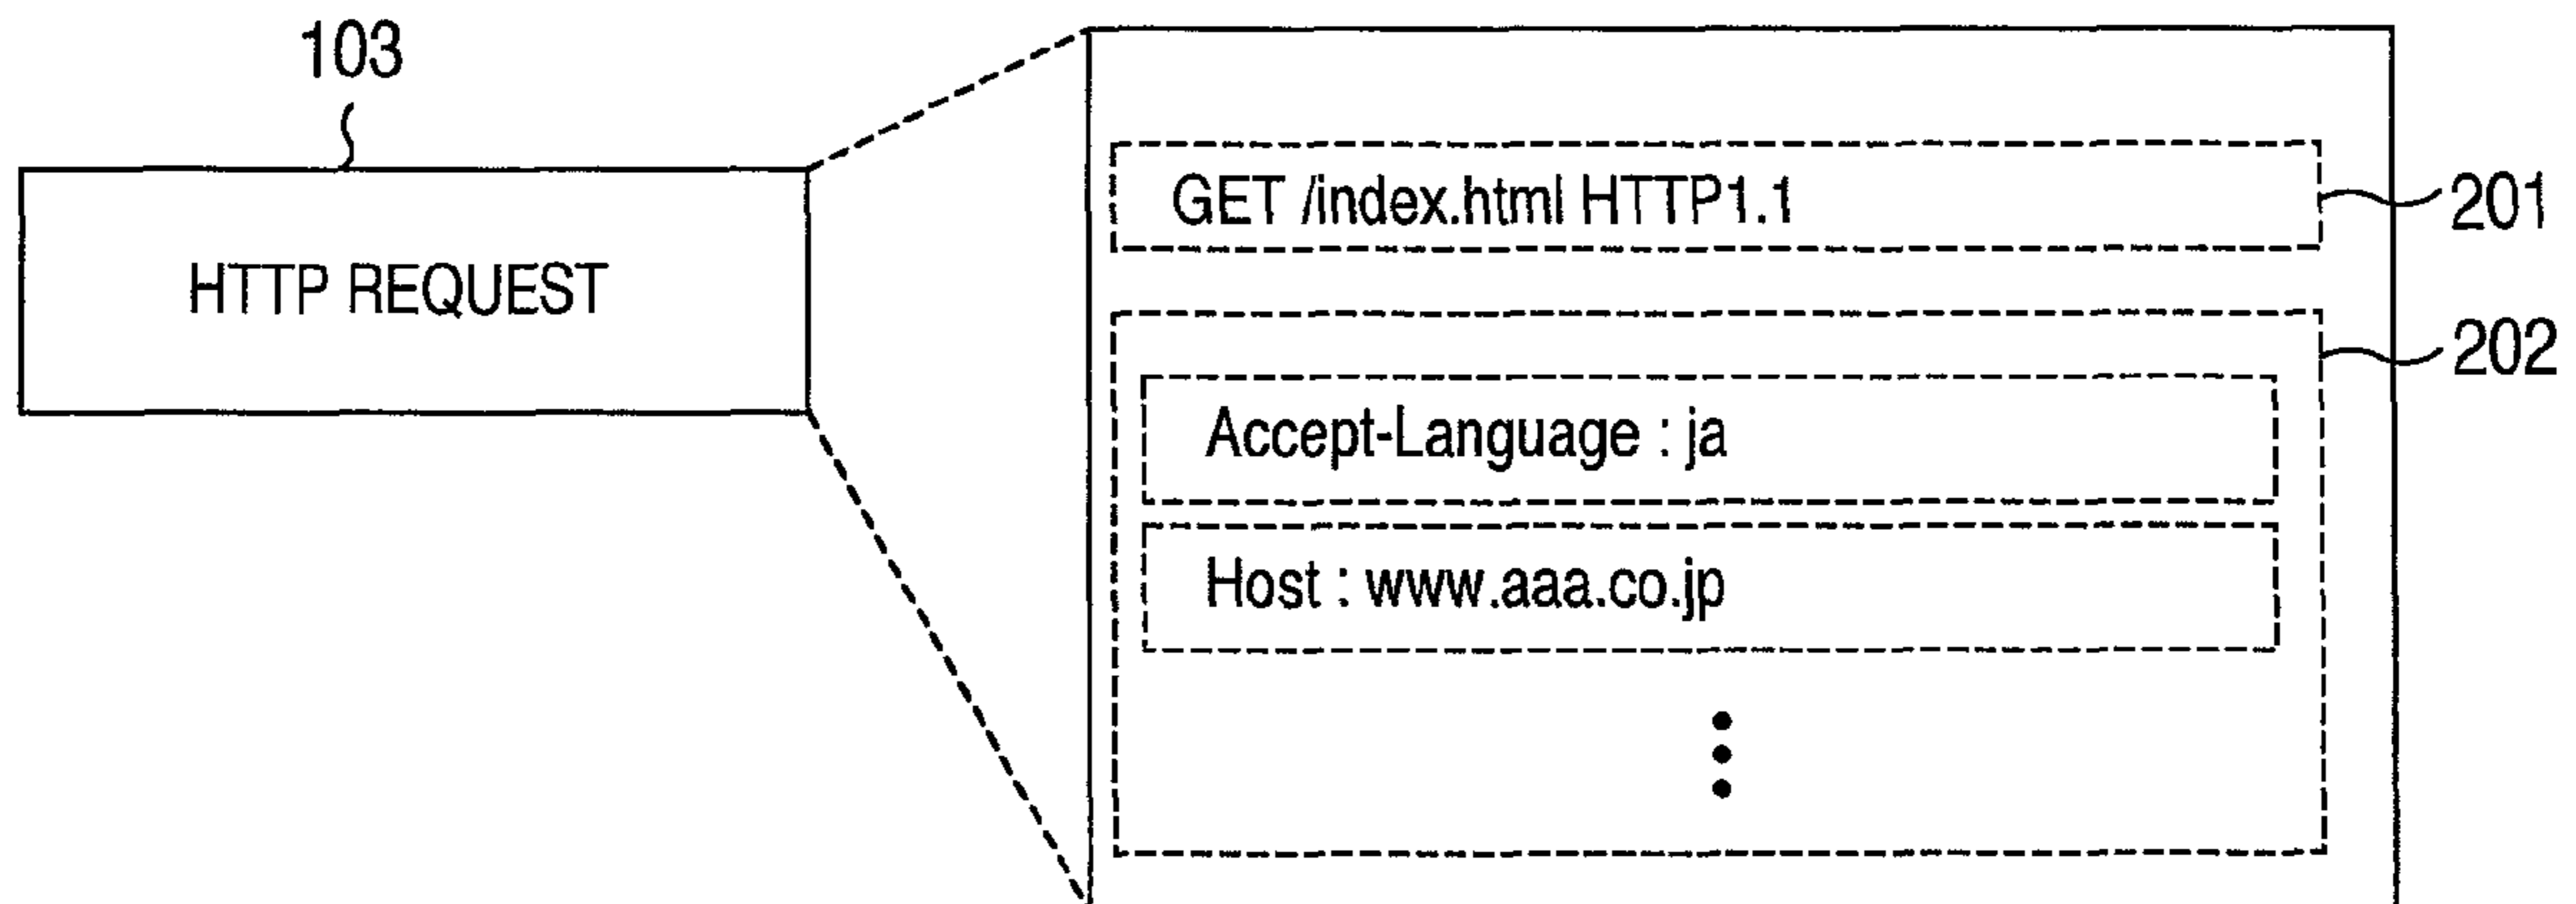 103
HTTP REQUEST
GET /index.html HTTP1.1
201
202
Accept-Language : ja
Host : www.aaa.co.jp